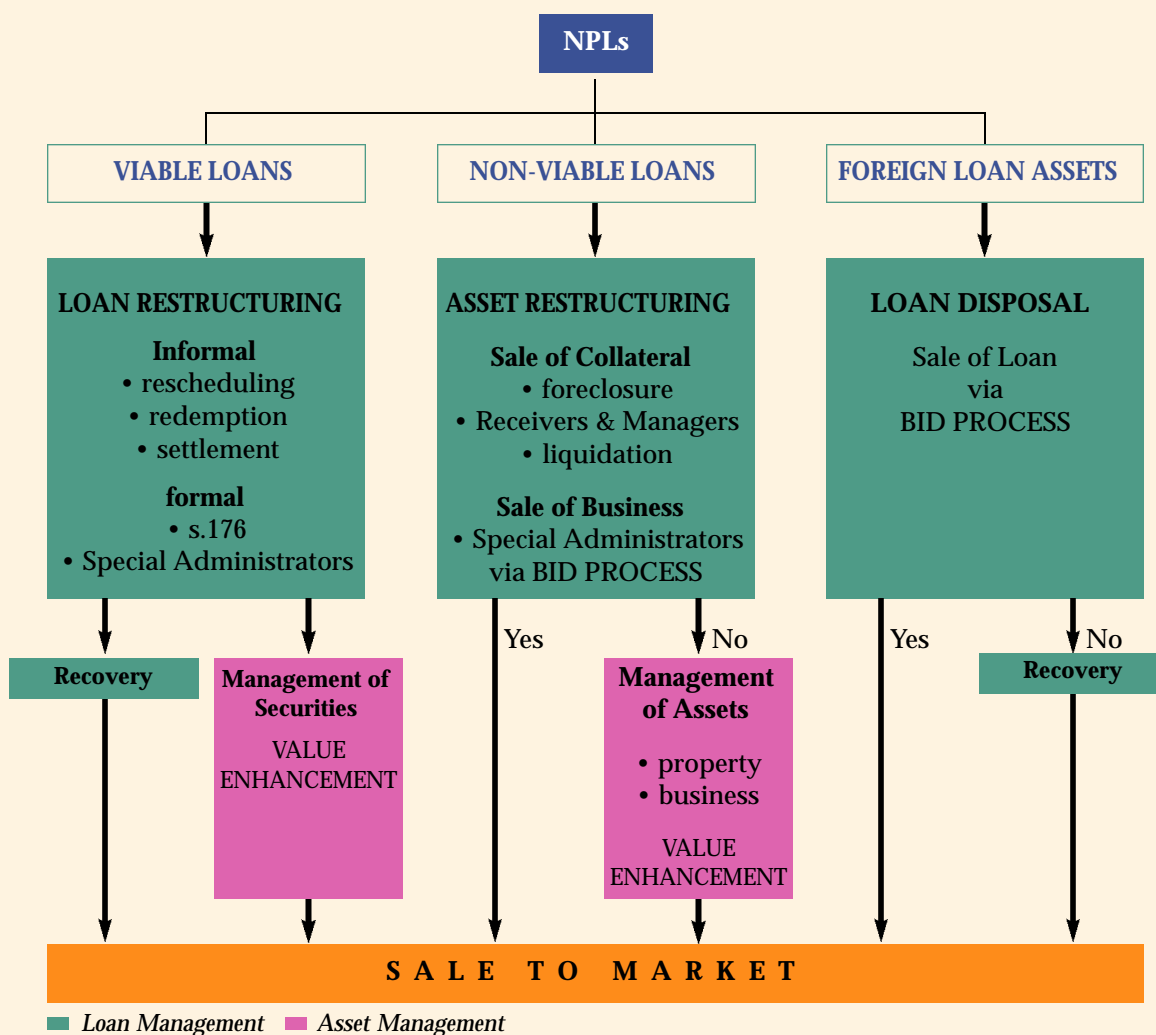 NPLs
VIABLE LOANS
NON-VIABLE LOANS
FOREIGN LOAN ASSETS
LOAN RESTRUCTURING
Informal
• rescheduling
• redemption
• settlement
formal
• s.176
• Special Administrators
ASSET RESTRUCTURING
Sale of Collateral
• foreclosure
• Receivers & Managers
• liquidation
Sale of Business
• Special Administrators
via BID PROCESS
LOAN DISPOSAL
Sale of Loan
via
BID PROCESS
Yes
No
Yes
No
Recovery
Management of
Securities
VALUE
ENHANCEMENT
Management
of Assets
• property
• business
VALUE
ENHANCEMENT
Recovery
SALE TO MARKET
Loan Management
Asset Management